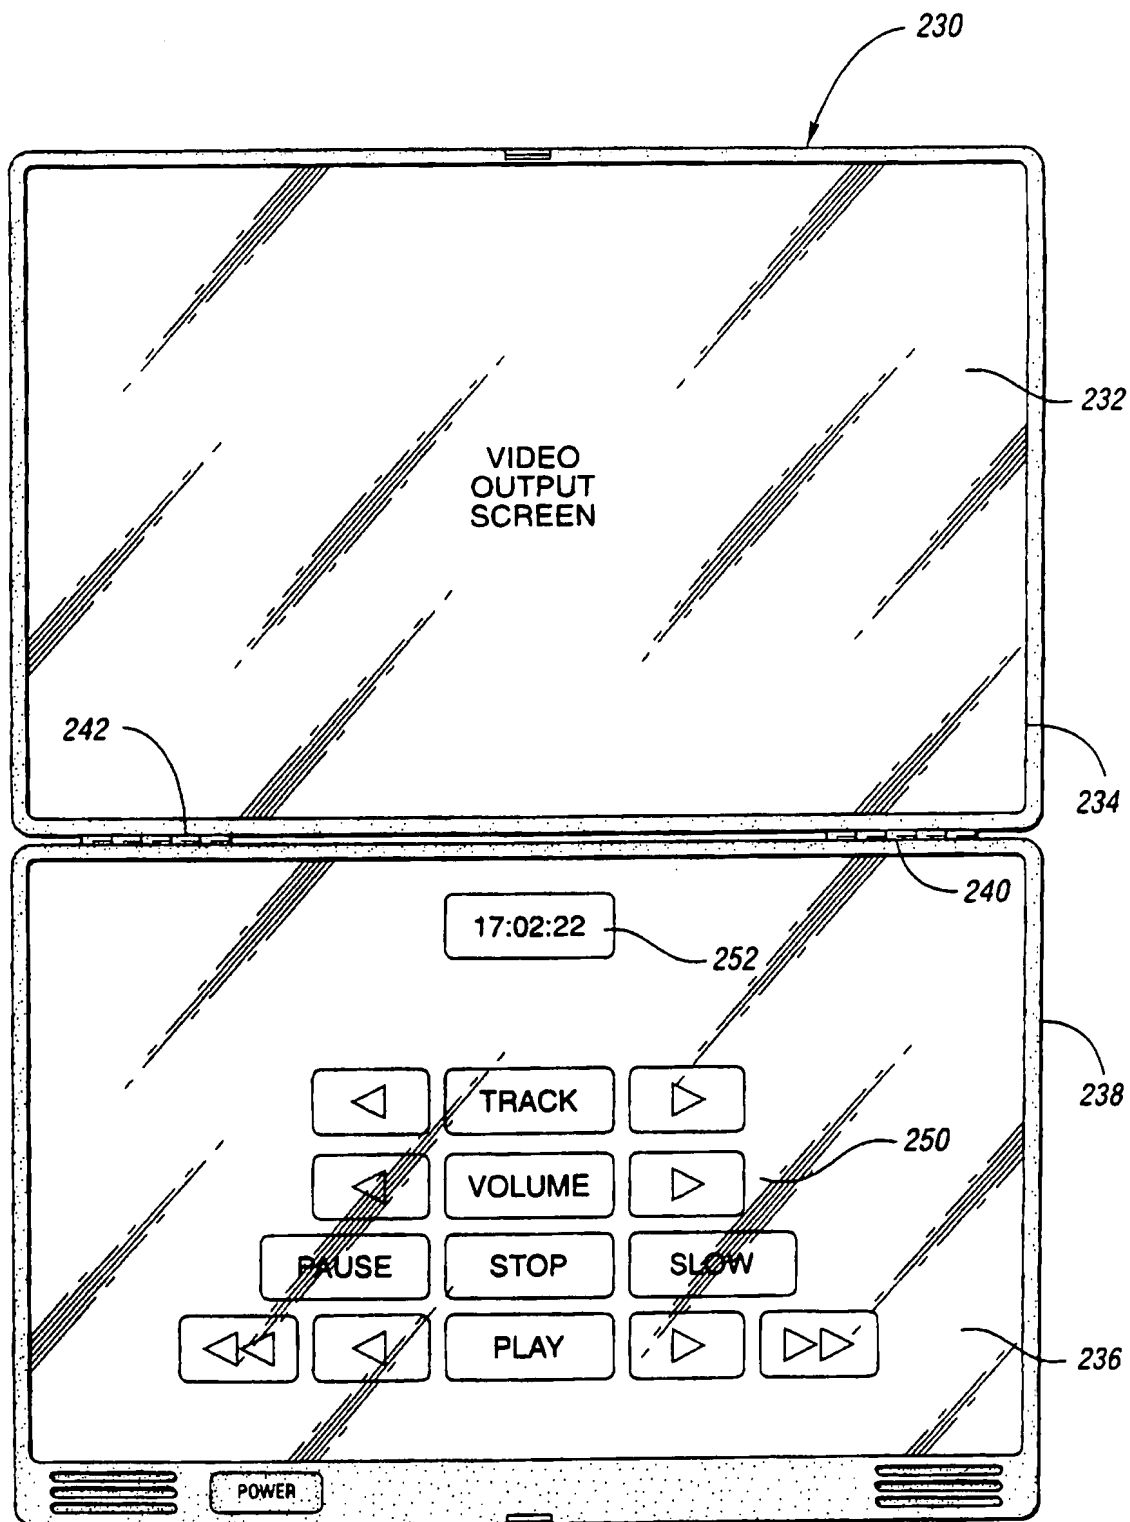 230
232
VIDEO
OUTPUT
SCREEN
242
234
240
17:02:22
252
238
TRACK
250
VOLUME
PAUSE STOP SLOW
PLAY
236
POWER